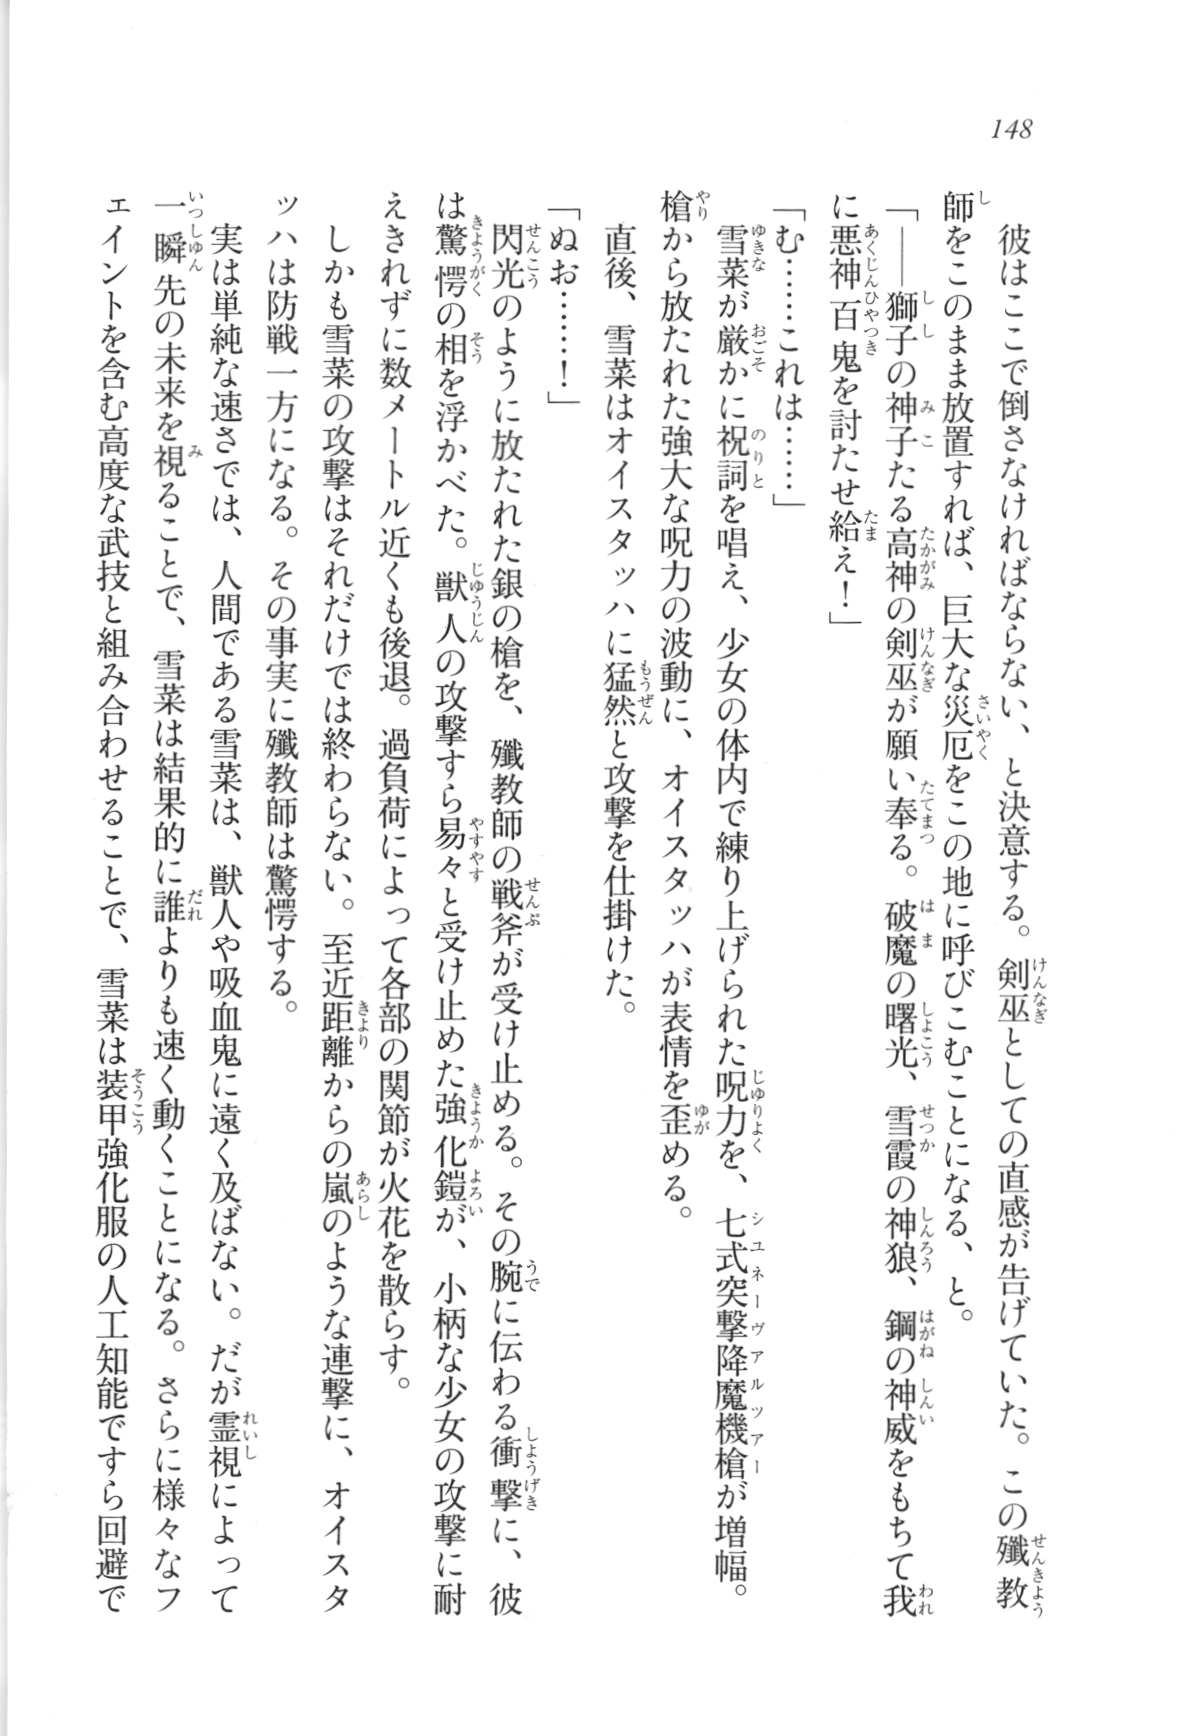 148
彼はここで倒さなければならない、と決意する。剣巫としての直感が告げていた。この殲教
師をこのまま放置すれば、巨大な災厄をこの地に呼びこむことになる、と。
「――獅子の神子たる高神の剣巫が願い奉る。破魔の曙光、雪霞の神狼、鋼の神威をもちて我
に悪神百鬼を討たせ給え！」
「む……これは……」
雪菜が厳かに祝詞を唱え、少女の体内で練り上げられた呪力を、七式突撃降魔機槍が増幅。
槍から放たれた強大な呪力の波動に、オイスタッハが表情を歪める。
直後、雪菜はオイスタッハに猛然と攻撃を仕掛けた。
「ぬお……！」
閃光のように放たれた銀の槍を、殲教師の戦斧が受け止める。その腕に伝わる衝撃に、彼
は驚愕の相を浮かべた。獣人の攻撃すら易々と受け止めた強化鎧が、小柄な少女の攻撃に耐
えきれずに数メートル近くも後退。過負荷によって各部の関節が火花を散らす。
しかも雪菜の攻撃はそれだけでは終わらない。至近距離からの嵐のような連撃に、オイスタ
ッハは防戦一方になる。その事実に殲教師は驚愕する。
実は単純な速さでは、人間である雪菜は、獣人や吸血鬼に遠く及ばない。だが霊視によって
一瞬先の未来を視ることで、雪菜は結果的に誰よりも速く動くことになる。さらに様々なフ
ェイントを含む高度な武技と組み合わせることで、雪菜は装甲強化服の人工知能ですら回避で